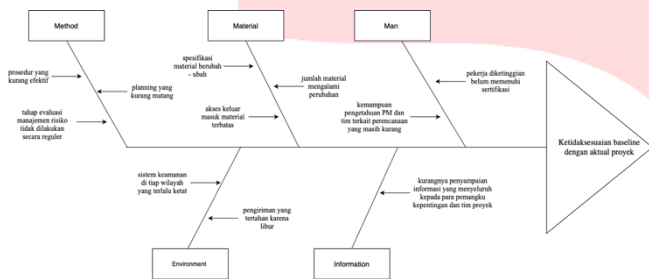 Method
Material
Man
prosedur yang
kurang efektif
planning yang
kurang matang
tahap evaluasi
manajemen risiko
tidak dilakukan
secara reguler
spesifikasi
material berubah
- ubah
jumlah material
mengalami
perubahan
akses keluar
masuk material
terbatas
pekerja diketinggian
belum memenuhi
sertifikasi
kemampuan
pengetahuan PM dan
tim terkait perencanaan
yang masih kurang
Ketidaksesuaian baseline
dengan aktual proyek
sistem keamanan
di tiap wilayah
yang terlalu ketat
pengiriman yang
tertahan karena
libur
kurangnya penyampaian
informasi yang menyeluruh
kepada para pemangku
kepentingan dan tim proyek
Environment
Information